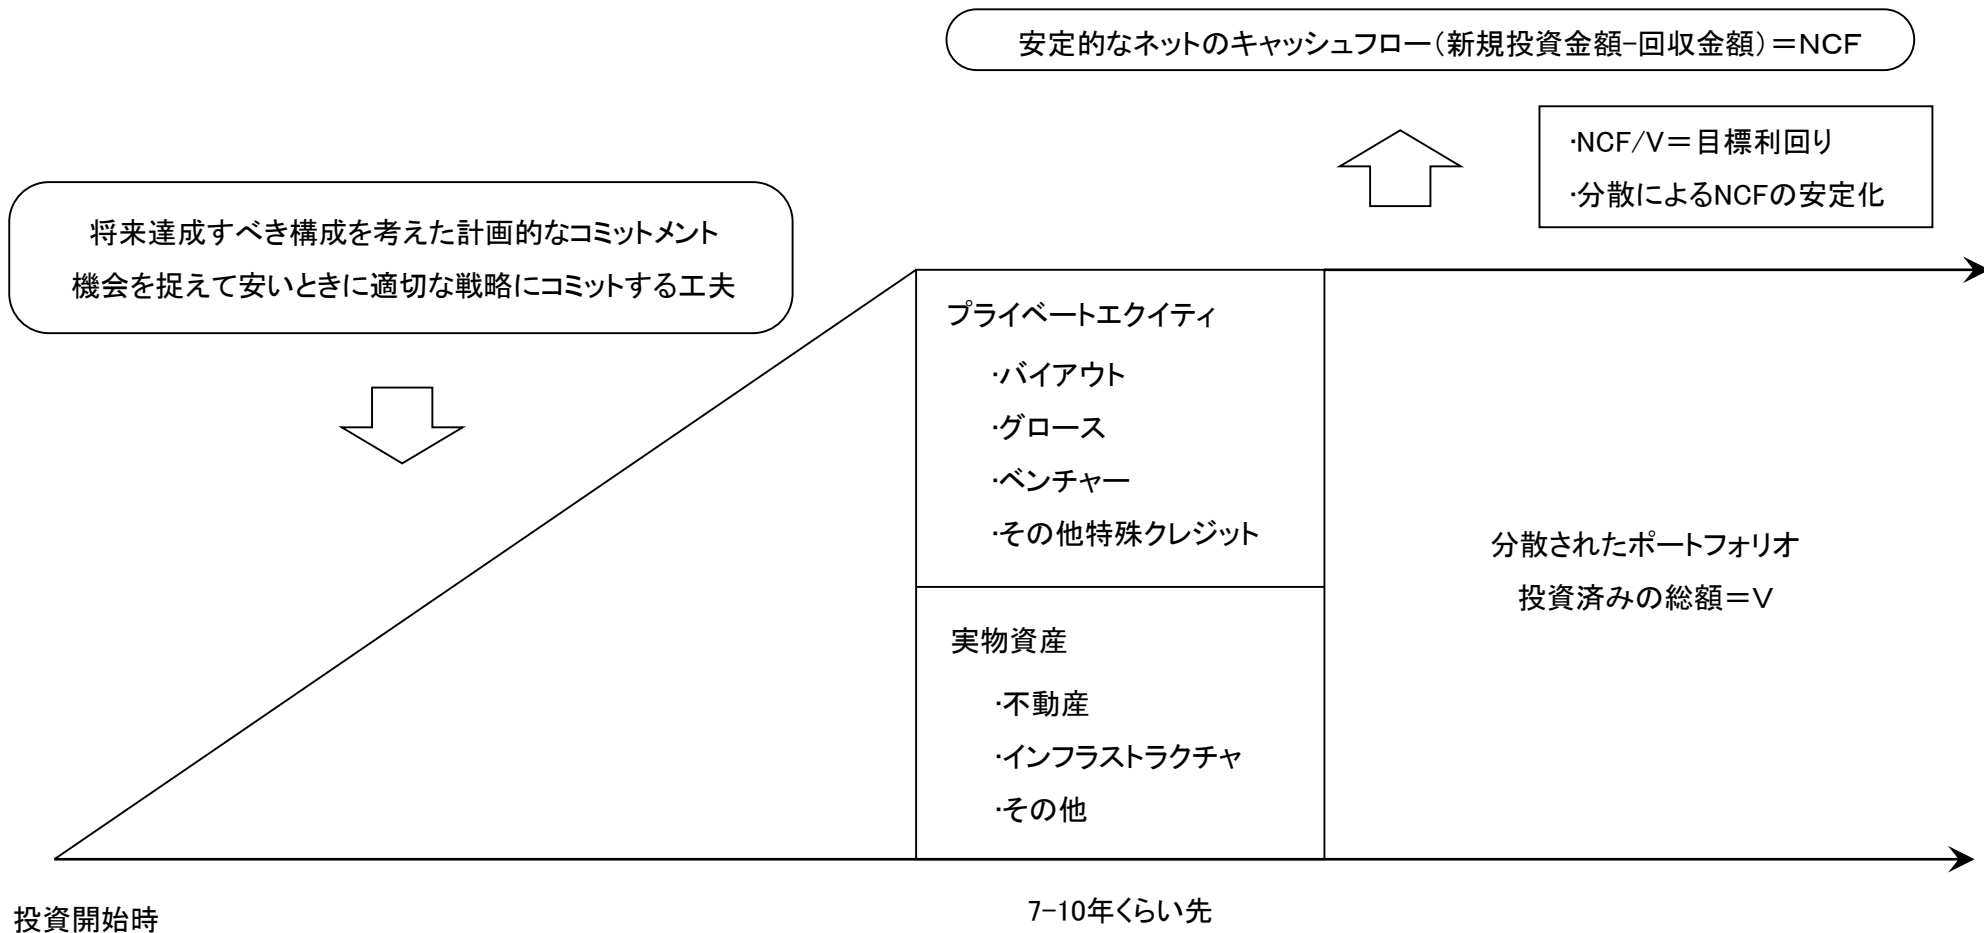 安定的なネットのキャッシュフロー（新規投資金額-回収金額）＝NCF
･NCF/V＝目標利回り
･分散によるNCFの安定化
将来達成すべき構成を考えた計画的なコミットメント
機会を捉えて安いときに適切な戦略にコミットする工夫
プライベートエクイティ
･バイアウト
･グロース
･ベンチャー
･その他特殊クレジット
実物資産
･不動産
･インフラストラクチャ
･その他
分散されたポートフォリオ
投資済みの総額＝V
投資開始時
7-10年くらい先